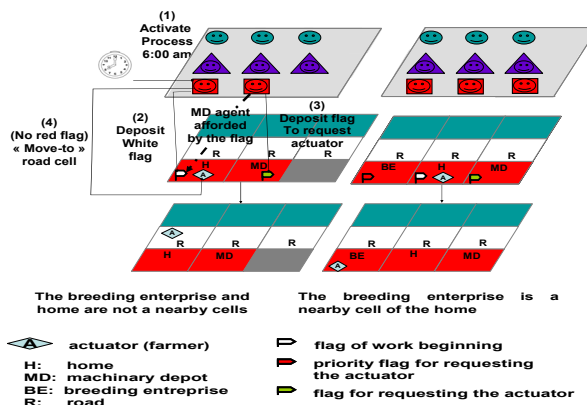 (1)
Activate
Process
6:00 am
(4)
(No red flag)
« Move-to »
road cell
(2)
Deposit
White
flag
MD agent
afforded
by the flag
(3)
Deposit flag
To request
actuator
R R R
H MD
A
R R R
BE H MD
A
A
R R R
H MD
R R R
BE H MD
A
The breeding enterprise and
home are not a nearby cells
The breeding enterprise is a
nearby cell of the home
A actuator (farmer)
H: home
MD: machinary depot
BE: breeding entreprise
R: road
flag of work beginning
priority flag for requesting
the actuator
flag for requesting the actuator